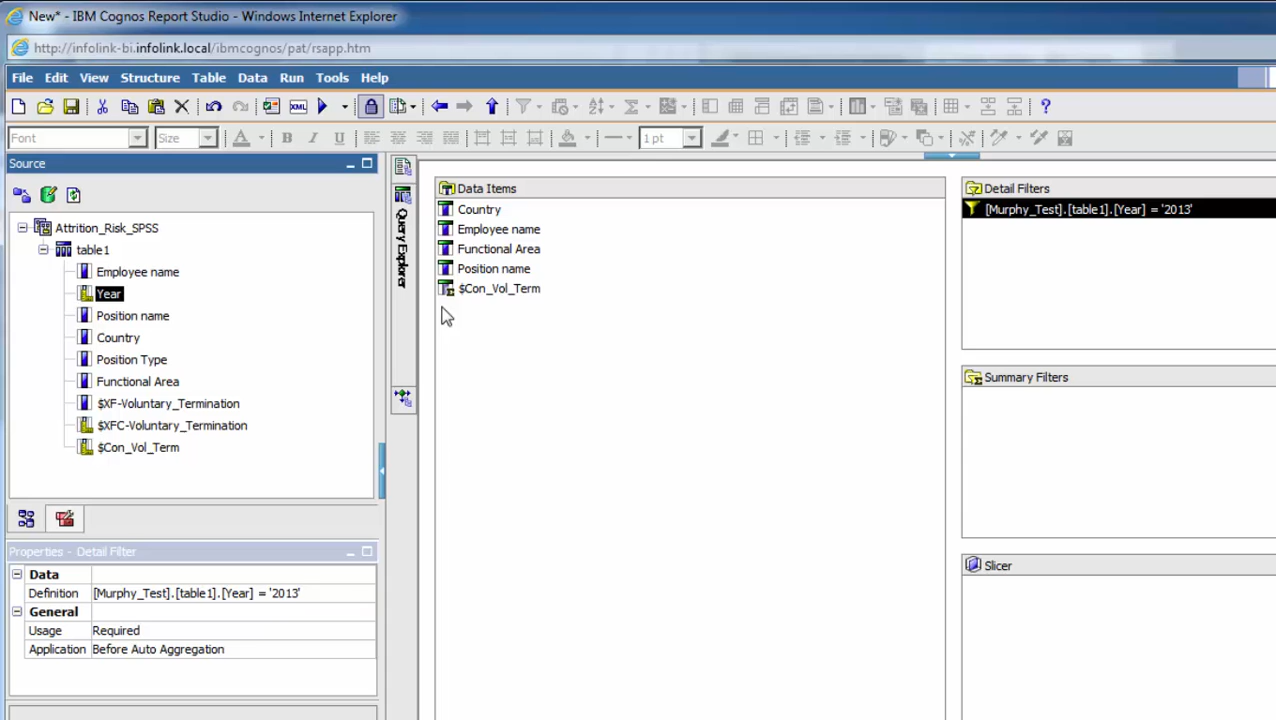 New* - IBM Cognos Report Studio - Windows Internet Explorer
http://infolink-bi.infolink.local/ibmcognos/pat/rsapp.htm
File Edit View Structure Table Data Run Tools Help
Font Size B I U 1 pt
Source
Attrition_Risk_SPSS
table1
Employee name
Year
Position name
Country
Position Type
Functional Area
$XF-Voluntary_Termination
$XFC-Voluntary_Termination
$Con_Vol_Term
Properties - Detail Filter
Data
Definition [Murphy_Test].[table1].[Year] = '2013'
General
Usage Required
Application Before Auto Aggregation
Query Explorer
Data Items
Country
Employee name
Functional Area
Position name
$Con_Vol_Term
Detail Filters
[Murphy_Test].[table1].[Year] = '2013'
Summary Filters
Slicer